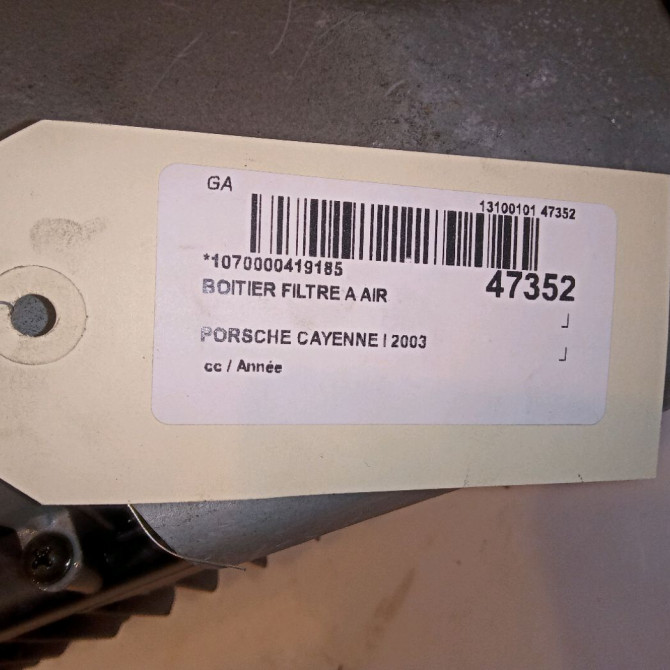 GA
13100101 47352
*1070000419185
47352
BOITIER FILTRE A AIR
PORSCHE CAYENNE I 2003
cc / Année